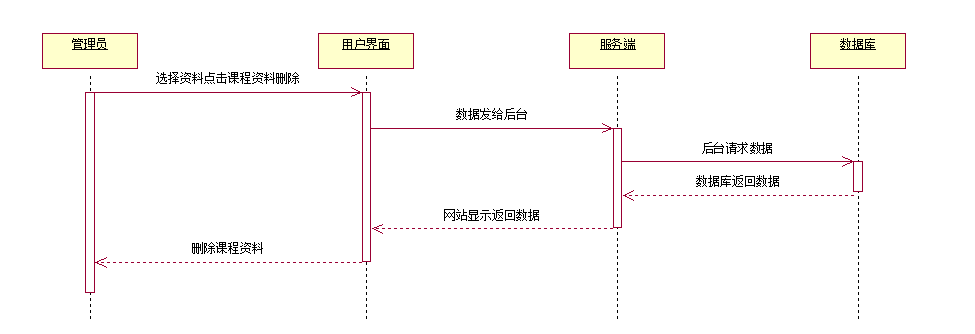 管理员
用户界面
服务端
数据库
选择资料点击课程资料删除
数据发给后台
后台请求数据
数据库返回数据
网站显示返回数据
删除课程资料